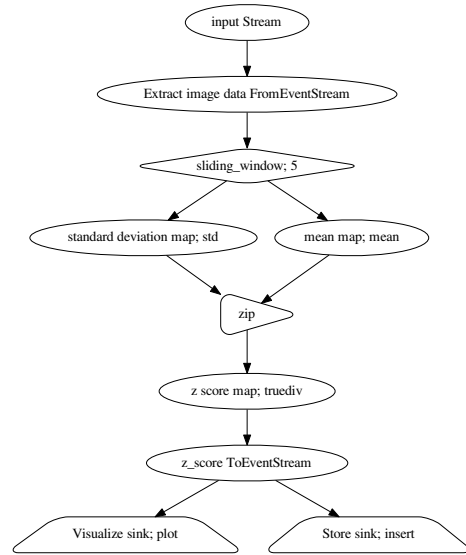 input Stream
Extract image data FromEventStream
sliding_window; 5
standard deviation map; std
mean map; mean
zip
z score map; truediv
z_score ToEventStream
Visualize sink; plot
Store sink; insert